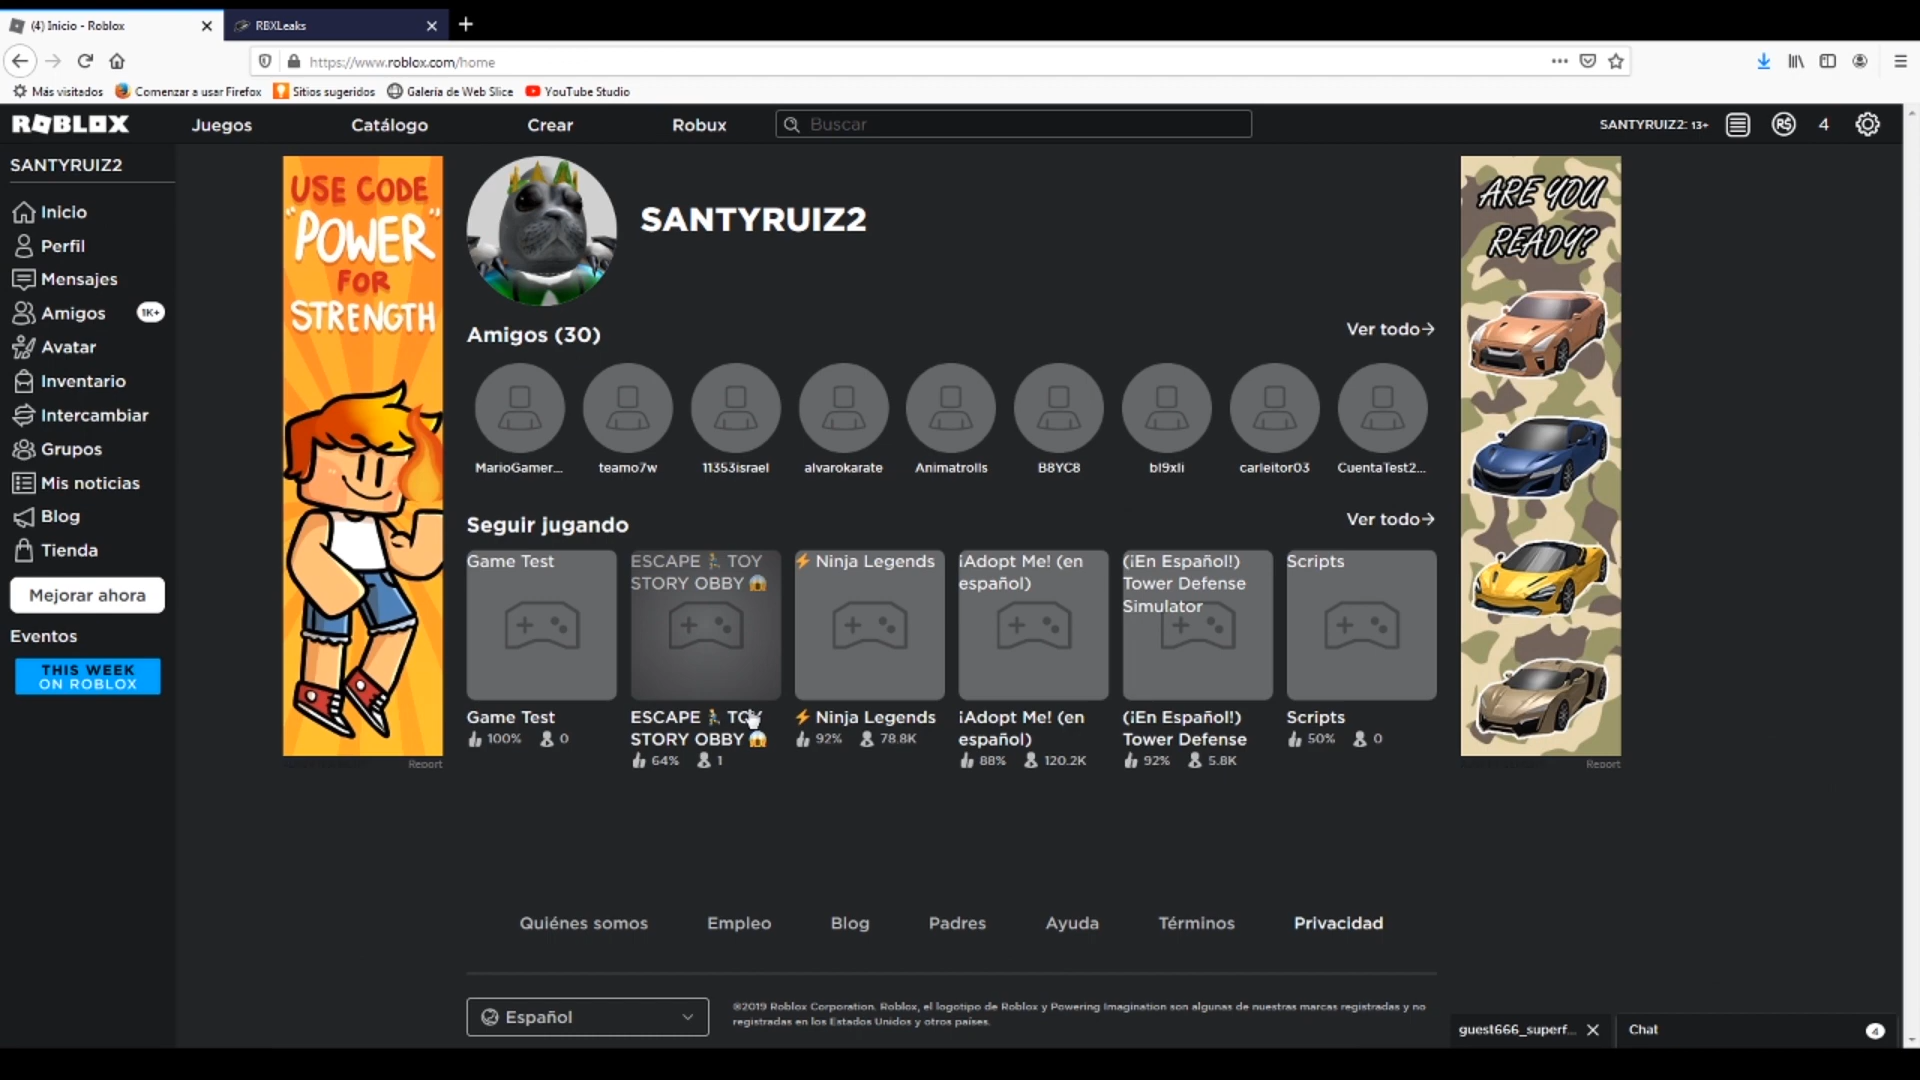 (4) Inicio - Roblox
RBXLeaks
https://www.roblox.com/home
Más visitados
Comenzar a usar Firefox
Sitios sugeridos
Galería de Web Slice
YouTube Studio
ROBLOX
Juegos
Catálogo
Crear
Robux
Buscar
SANTYRUIZ2: 13+
4
SANTYRUIZ2
Inicio
Perfil
Mensajes
Amigos
1K+
Avatar
Inventario
Intercambiar
Grupos
Mis noticias
Blog
Tienda
Mejorar ahora
Eventos
THIS WEEK
ON ROBLOX
USE CODE
"POWER"
FOR
STRENGTH
Report
SANTYRUIZ2
Amigos (30)
Ver todo→
MarioGamer...
teamo7w
11353israel
alvarokarate
Animatrolls
B8YC8
bl9xli
carleitor03
CuentaTest2...
Seguir jugando
Ver todo→
Game Test
ESCAPE 🏃 TOY
STORY OBBY 😱
⚡ Ninja Legends
¡Adopt Me! (en
español)
(¡En Español!)
Tower Defense
Simulator
Scripts
Game Test
100%
0
ESCAPE 🏃 TOY
STORY OBBY 😱
64%
1
⚡ Ninja Legends
92%
78.8K
¡Adopt Me! (en
español)
88%
120.2K
(¡En Español!)
Tower Defense
92%
5.8K
Scripts
50%
0
ARE YOU
READY?
Report
Quiénes somos
Empleo
Blog
Padres
Ayuda
Términos
Privacidad
Español
©2019 Roblox Corporation. Roblox, el logotipo de Roblox y Powering Imagination son algunas de nuestras marcas registradas y no
registradas en los Estados Unidos y otros países.
guest666_superf...
Chat
4